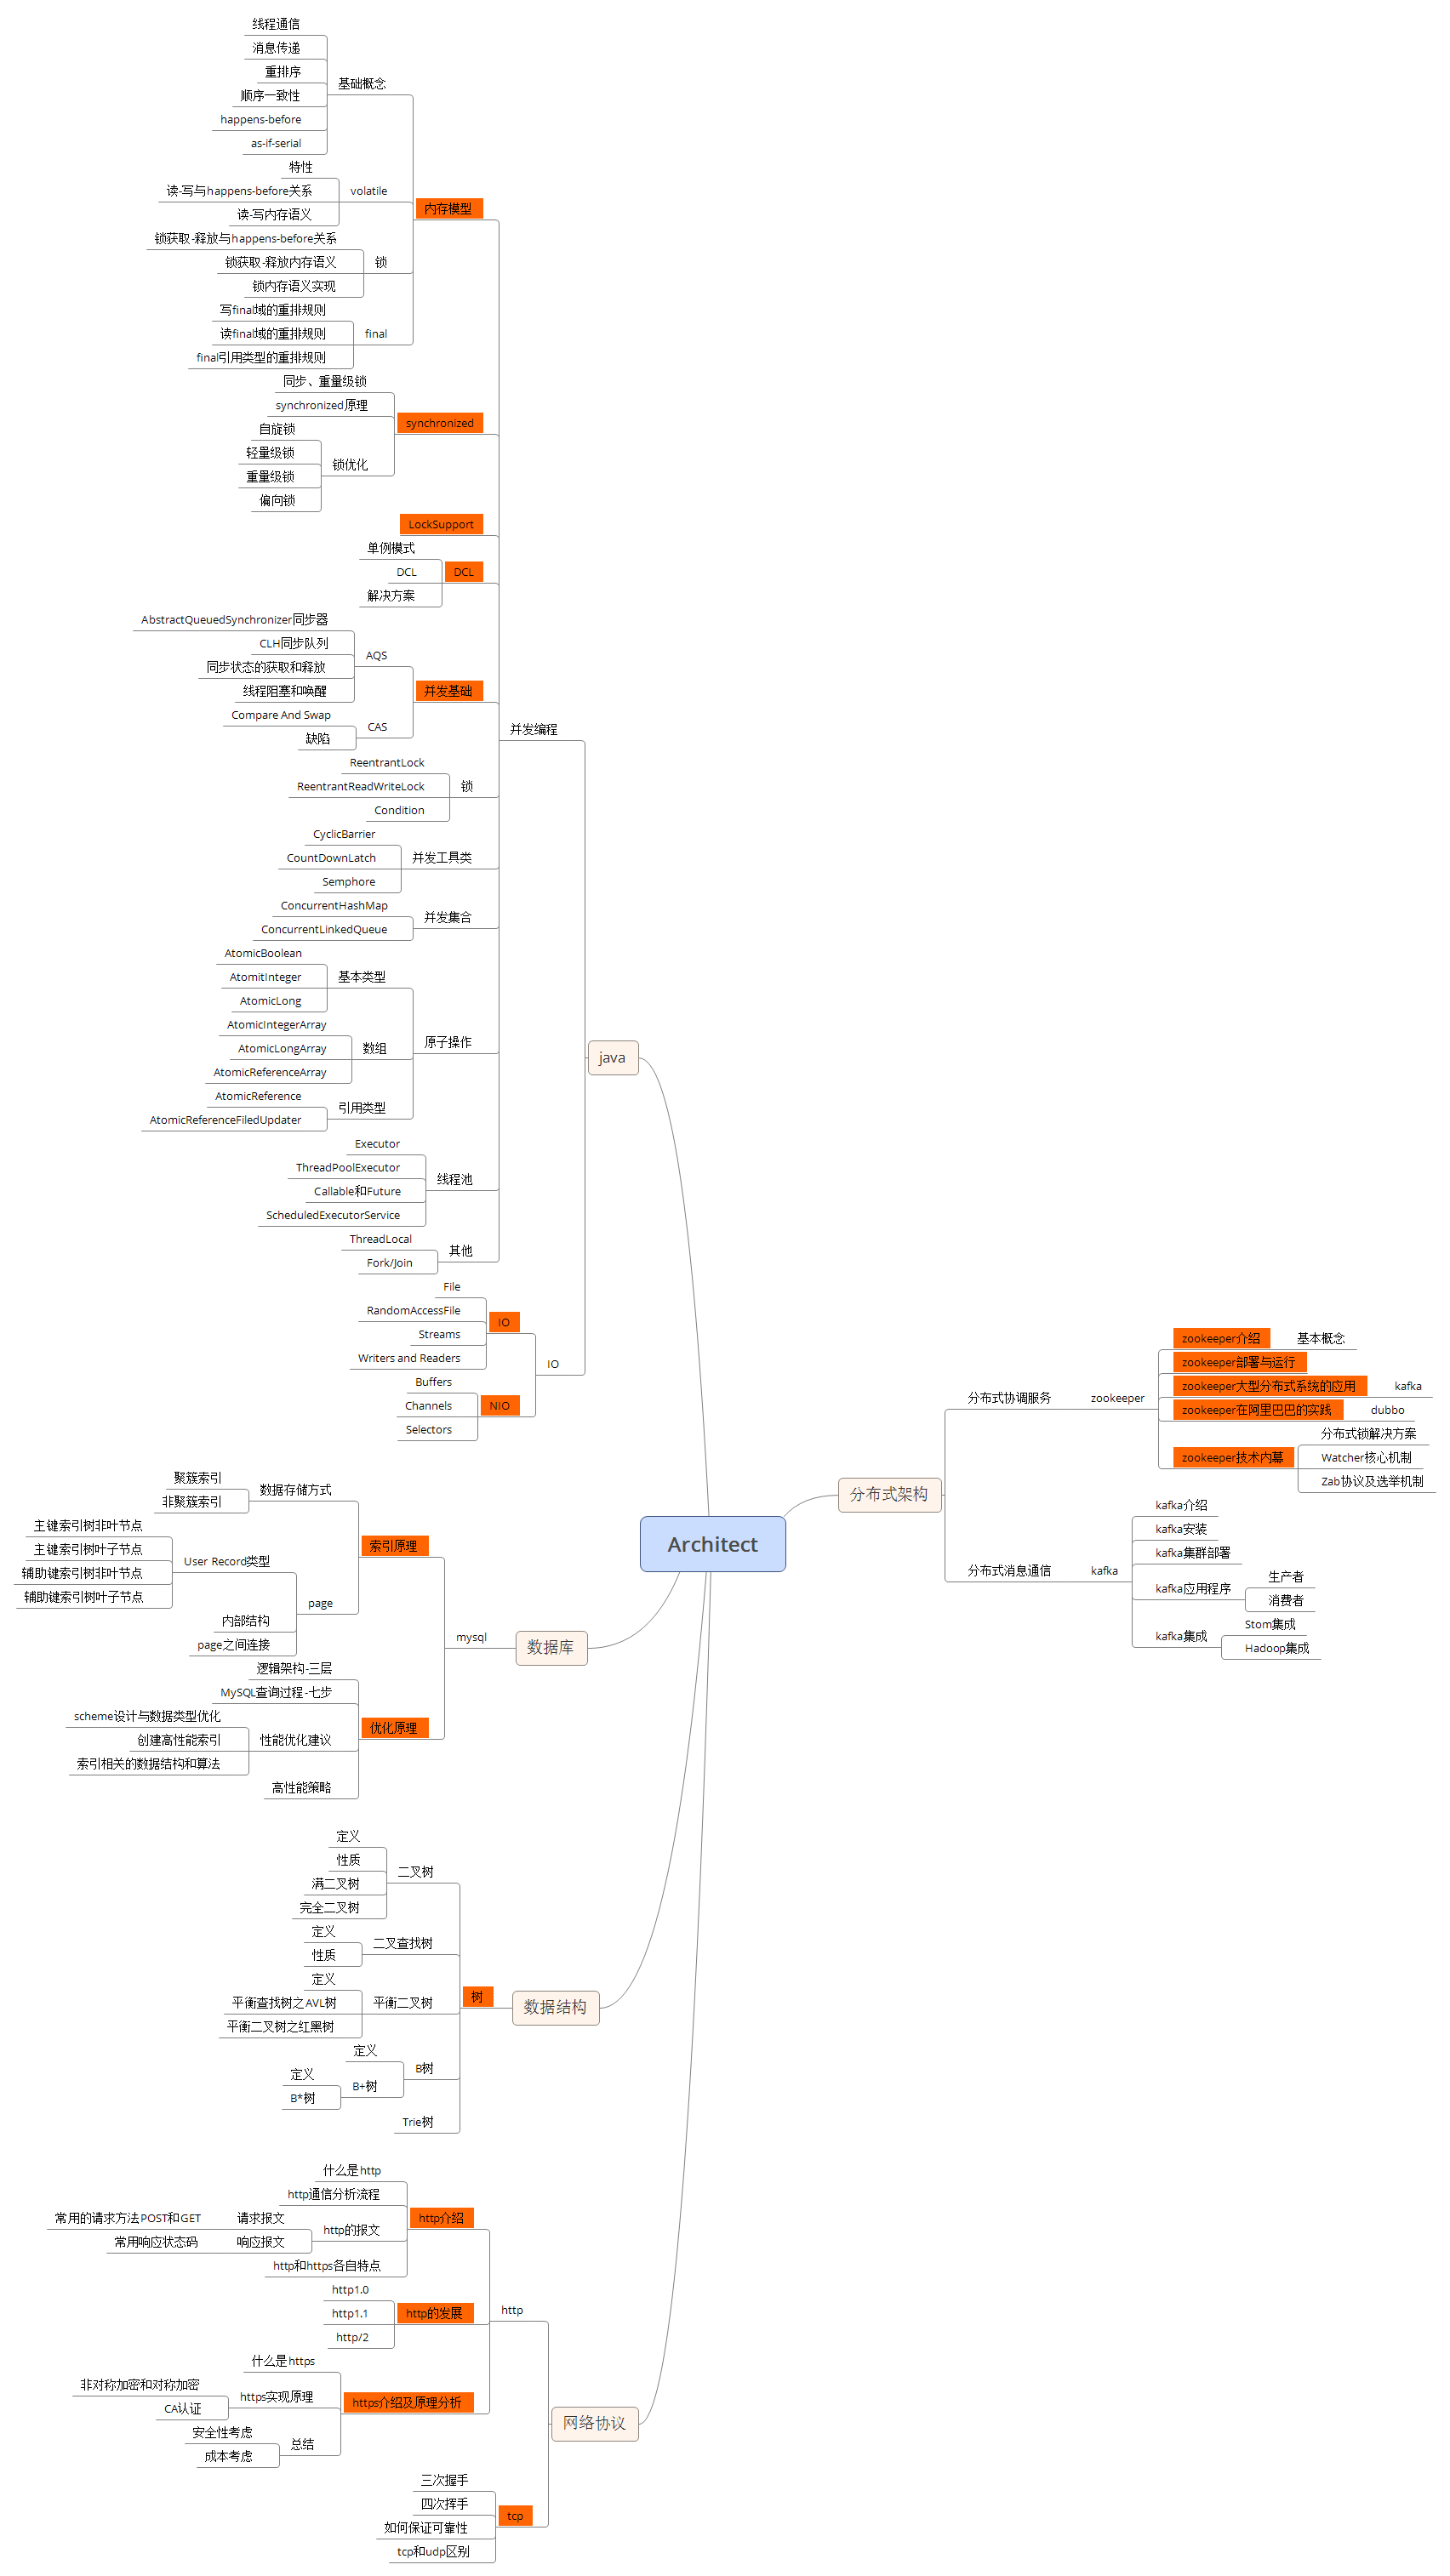 线程通信
消息传递
重排序
顺序一致性
happens-before
as-if-serial
基础概念
特性
读-写与happens-before关系
读-写内存语义
volatile
内存模型
锁获取-释放与happens-before关系
锁获取-释放内存语义
锁内存语义实现
锁
写final域的重排规则
读final域的重排规则
final引用类型的重排规则
final
同步、重量级锁
synchronized原理
synchronized
自旋锁
轻量级锁
重量级锁
偏向锁
锁优化
LockSupport
单例模式
DCL
解决方案
DCL
AbstractQueuedSynchronizer同步器
CLH同步队列
同步状态的获取和释放
线程阻塞和唤醒
AQS
并发基础
Compare And Swap
缺陷
CAS
并发编程
ReentrantLock
ReentrantReadWriteLock
Condition
锁
CyclicBarrier
CountDownLatch
Semphore
并发工具类
ConcurrentHashMap
ConcurrentLinkedQueue
并发集合
AtomicBoolean
AtomitInteger
AtomicLong
基本类型
AtomicIntegerArray
AtomicLongArray
AtomicReferenceArray
数组
原子操作
AtomicReference
AtomicReferenceFiledUpdater
引用类型
java
Executor
ThreadPoolExecutor
Callable和Future
ScheduledExecutorService
线程池
ThreadLocal
Fork/Join
其他
File
RandomAccessFile
Streams
Writers and Readers
IO
IO
Buffers
Channels
Selectors
NIO
聚簇索引
非聚簇索引
数据存储方式
索引原理
主键索引树非叶节点
主键索引树叶子节点
辅助键索引树非叶节点
辅助键索引树叶子节点
User Record类型
内部结构
page之间连接
page
mysql
数据库
逻辑架构-三层
MySQL查询过程-七步
scheme设计与数据类型优化
创建高性能索引
索引相关的数据结构和算法
性能优化建议
高性能策略
优化原理
定义
性质
满二叉树
完全二叉树
二叉树
定义
性质
二叉查找树
定义
平衡查找树之AVL树
平衡二叉树之红黑树
平衡二叉树
树
数据结构
定义
定义
B*树
B+树
B树
Trie树
什么是http
http通信分析流程
常用的请求方法POST和GET
请求报文
常用响应状态码
响应报文
http的报文
http和https各自特点
http介绍
http1.0
http1.1
http/2
http的发展
http
什么是https
非对称加密和对称加密
CA认证
https实现原理
安全性考虑
成本考虑
总结
https介绍及原理分析
网络协议
三次握手
四次挥手
如何保证可靠性
tcp和udp区别
tcp
Architect
分布式架构
分布式协调服务
zookeeper
zookeeper介绍
基本概念
zookeeper部署与运行
zookeeper大型分布式系统的应用
kafka
zookeeper在阿里巴巴的实践
dubbo
zookeeper技术内幕
分布式锁解决方案
Watcher核心机制
Zab协议及选举机制
分布式消息通信
kafka
kafka介绍
kafka安装
kafka集群部署
kafka应用程序
生产者
消费者
kafka集成
Stom集成
Hadoop集成